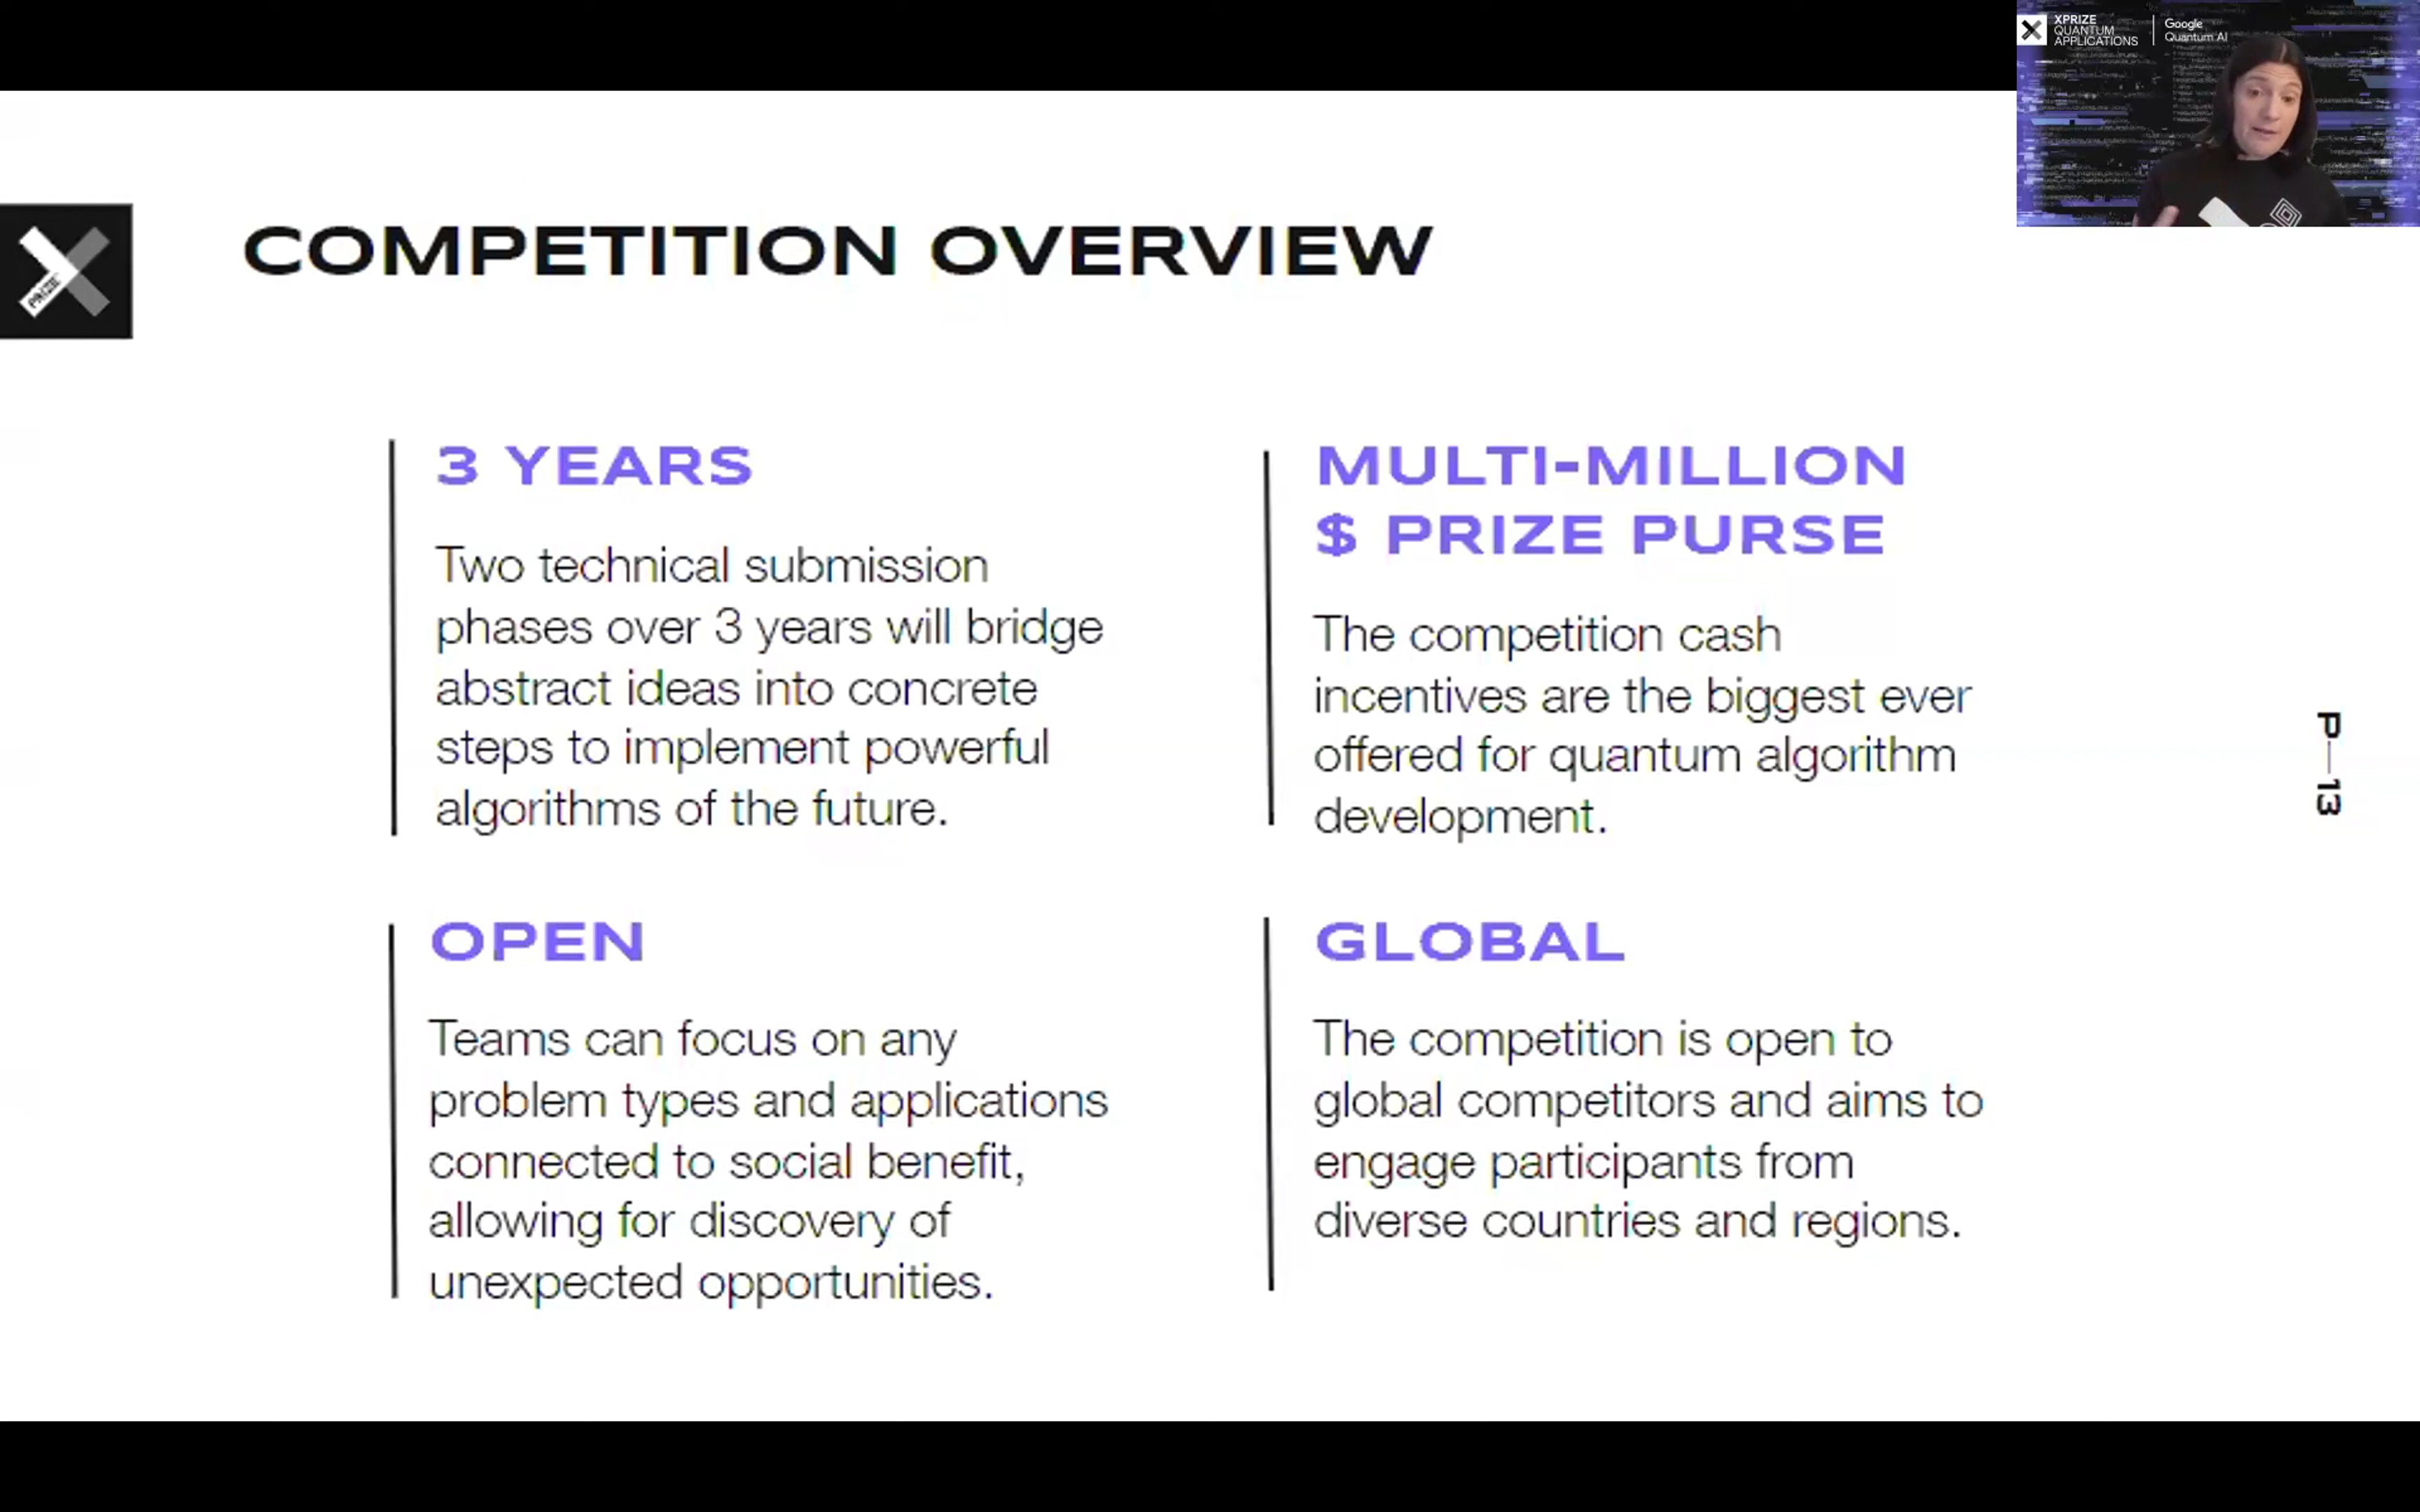 XPRIZE
QUANTUM
APPLICATIONS
Google
Quantum AI
PRIZE
COMPETITION OVERVIEW
3 YEARS
Two technical submission
phases over 3 years will bridge
abstract ideas into concrete
steps to implement powerful
algorithms of the future.
MULTI-MILLION
$ PRIZE PURSE
The competition cash
incentives are the biggest ever
offered for quantum algorithm
development.
OPEN
Teams can focus on any
problem types and applications
connected to social benefit,
allowing for discovery of
unexpected opportunities.
GLOBAL
The competition is open to
global competitors and aims to
engage participants from
diverse countries and regions.
P—13